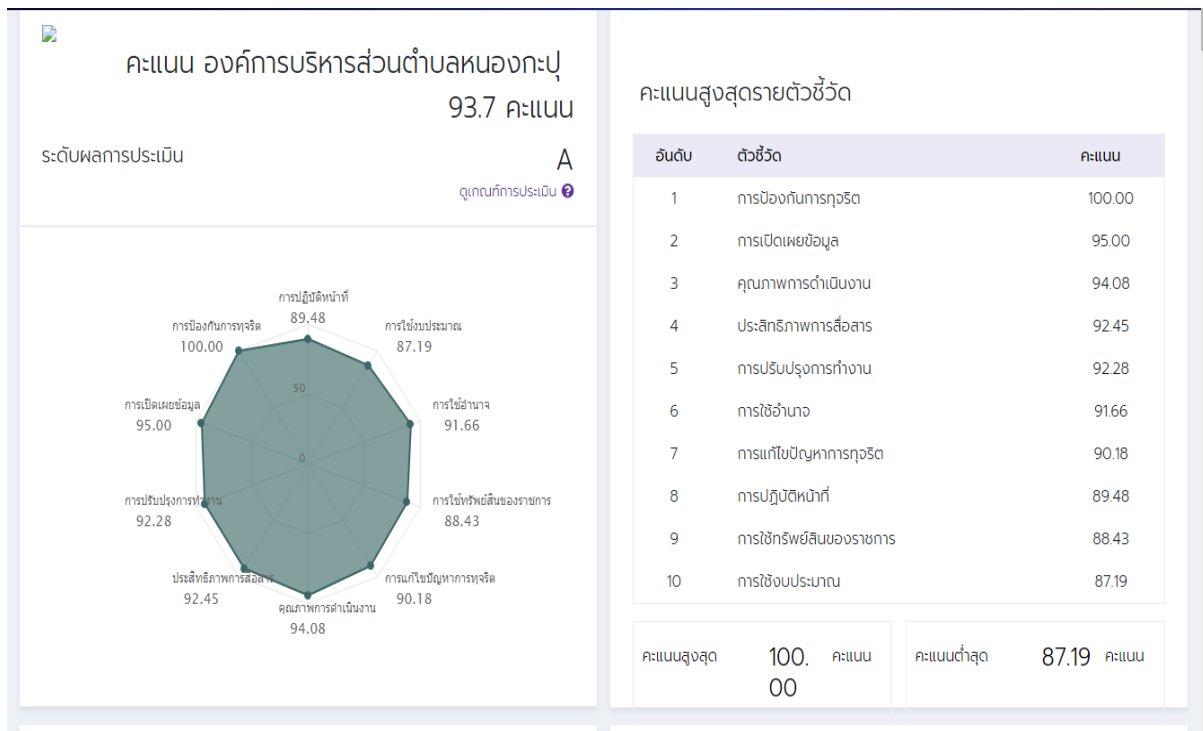 คะแนน องค์การบริหารส่วนตำบลหนองกะปุ
93.7 คะแนน
ระดับผลการประเมิน A
ดูเกณฑ์การประเมิน ?
การปฏิบัติหน้าที่
89.48
การป้องกันการทุจริต
100.00
การใช้งบประมาณ
87.19
50
การเปิดเผยข้อมูล
95.00
การใช้อำนาจ
91.66
0
การปรับปรุงการทำงาน
92.28
การใช้ทรัพย์สินของราชการ
88.43
ประสิทธิภาพการสื่อสาร
92.45
การแก้ไขปัญหาการทุจริต
90.18
คุณภาพการดำเนินงาน
94.08
คะแนนสูงสุดรายตัวชี้วัด
อันดับ ตัวชี้วัด คะแนน
1 การป้องกันการทุจริต 100.00
2 การเปิดเผยข้อมูล 95.00
3 คุณภาพการดำเนินงาน 94.08
4 ประสิทธิภาพการสื่อสาร 92.45
5 การปรับปรุงการทำงาน 92.28
6 การใช้อำนาจ 91.66
7 การแก้ไขปัญหาการทุจริต 90.18
8 การปฏิบัติหน้าที่ 89.48
9 การใช้ทรัพย์สินของราชการ 88.43
10 การใช้งบประมาณ 87.19
คะแนนสูงสุด 100. คะแนน
00
คะแนนต่ำสุด 87.19 คะแนน